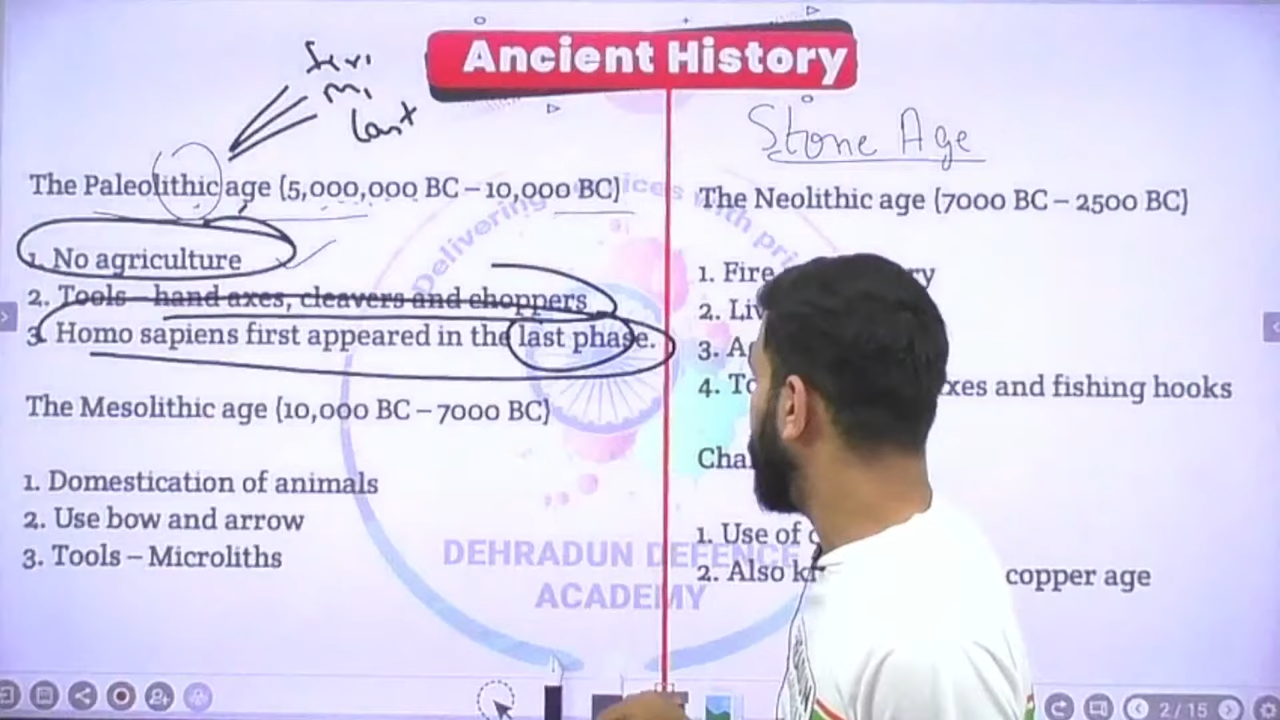 Ancient History
last
Stone Age
The Paleolithic age (5,000,000 BC – 10,000 BC)
1. No agriculture
2. Tools – hand axes, cleavers and choppers
3. Homo sapiens first appeared in the last phase.
The Mesolithic age (10,000 BC – 7000 BC)
1. Domestication of animals
2. Use bow and arrow
3. Tools – Microliths
The Neolithic age (7000 BC – 2500 BC)
1. Fire
2.
3.
4. axes and fishing hooks
1. Use of
2. Also copper age
Delivering with
DEHRADUN DEFENCE
ACADEMY
2 / 15